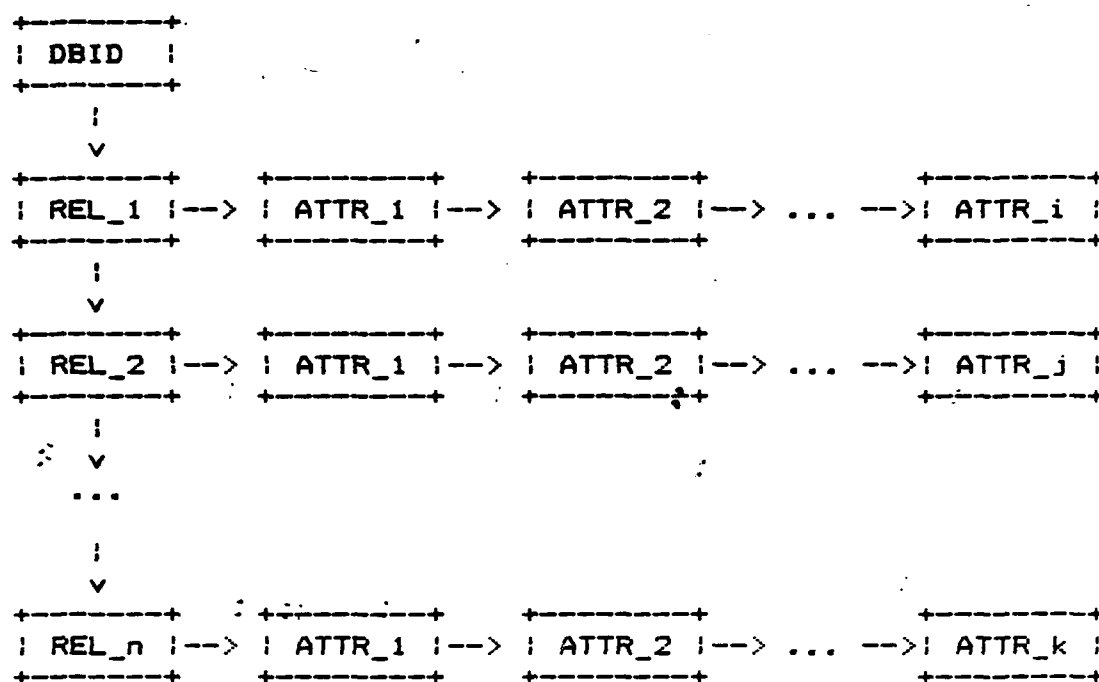 +--------+
¦ DBID   ¦
+--------+
    ¦
    v
+--------+    +---------+    +---------+           +---------+
¦ REL_1 ¦--> ¦ ATTR_1 ¦--> ¦ ATTR_2 ¦--> ... -->¦ ATTR_i ¦
+--------+    +---------+    +---------+           +---------+
    ¦
    v
+--------+    +---------+    +---------+           +---------+
¦ REL_2 ¦--> ¦ ATTR_1 ¦--> ¦ ATTR_2 ¦--> ... -->¦ ATTR_j ¦
+--------+    +---------+    +---------+           +---------+
    ¦
    v
   ...
    ¦
    v
+--------+    +---------+    +---------+           +---------+
¦ REL_n ¦--> ¦ ATTR_1 ¦--> ¦ ATTR_2 ¦--> ... -->¦ ATTR_k ¦
+--------+    +---------+    +---------+           +---------+